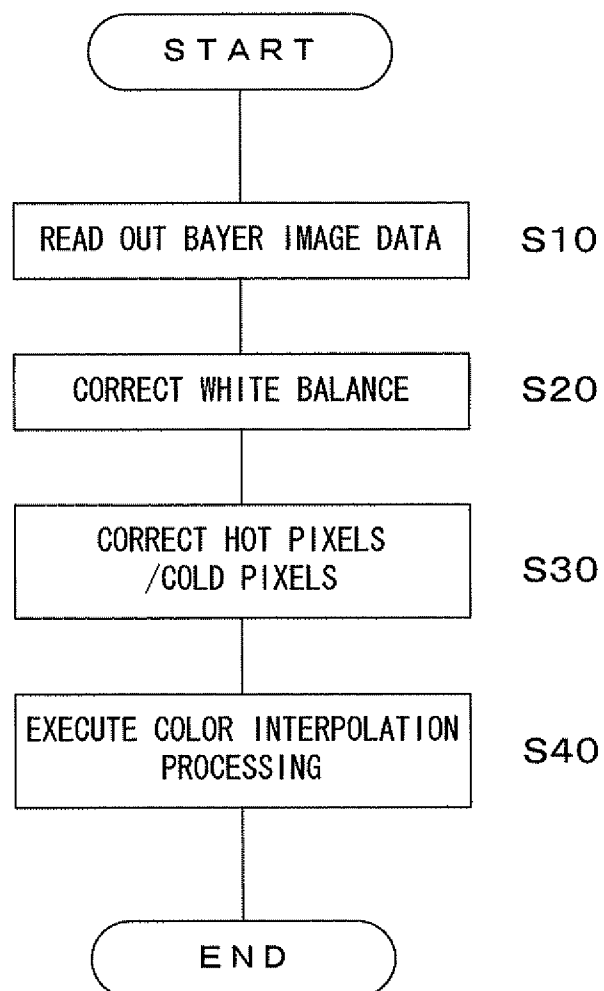 START
READ OUT BAYER IMAGE DATA S10
CORRECT WHITE BALANCE S20
CORRECT HOT PIXELS
/COLD PIXELS S30
EXECUTE COLOR INTERPOLATION
PROCESSING S40
END